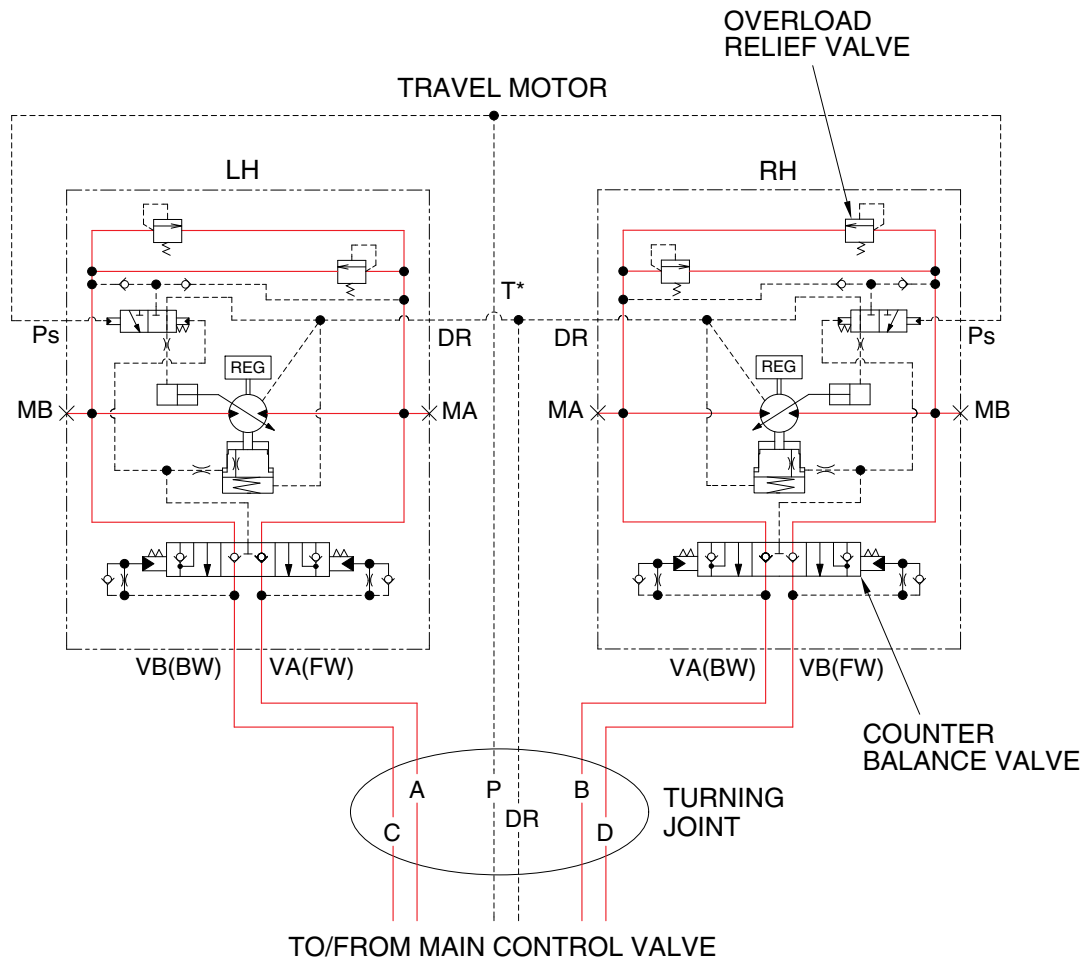 OVERLOAD
RELIEF VALVE
TRAVEL MOTOR
LH
RH
T*
Ps
DR
DR
Ps
REG
REG
MB
MA
MA
MB
VB(BW)
VA(FW)
VA(BW)
VB(FW)
COUNTER
BALANCE VALVE
A
P
B
TURNING
JOINT
C
DR
D
TO/FROM MAIN CONTROL VALVE